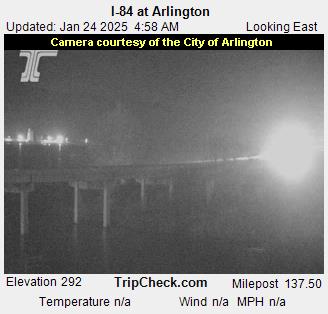 I-84 at Arlington
Updated: Jan 24 2025 4:58 AM Looking East
Camera courtesy of the City of Arlington
Elevation 292 TripCheck.com Milepost 137.50
Temperature n/a Wind n/a MPH n/a